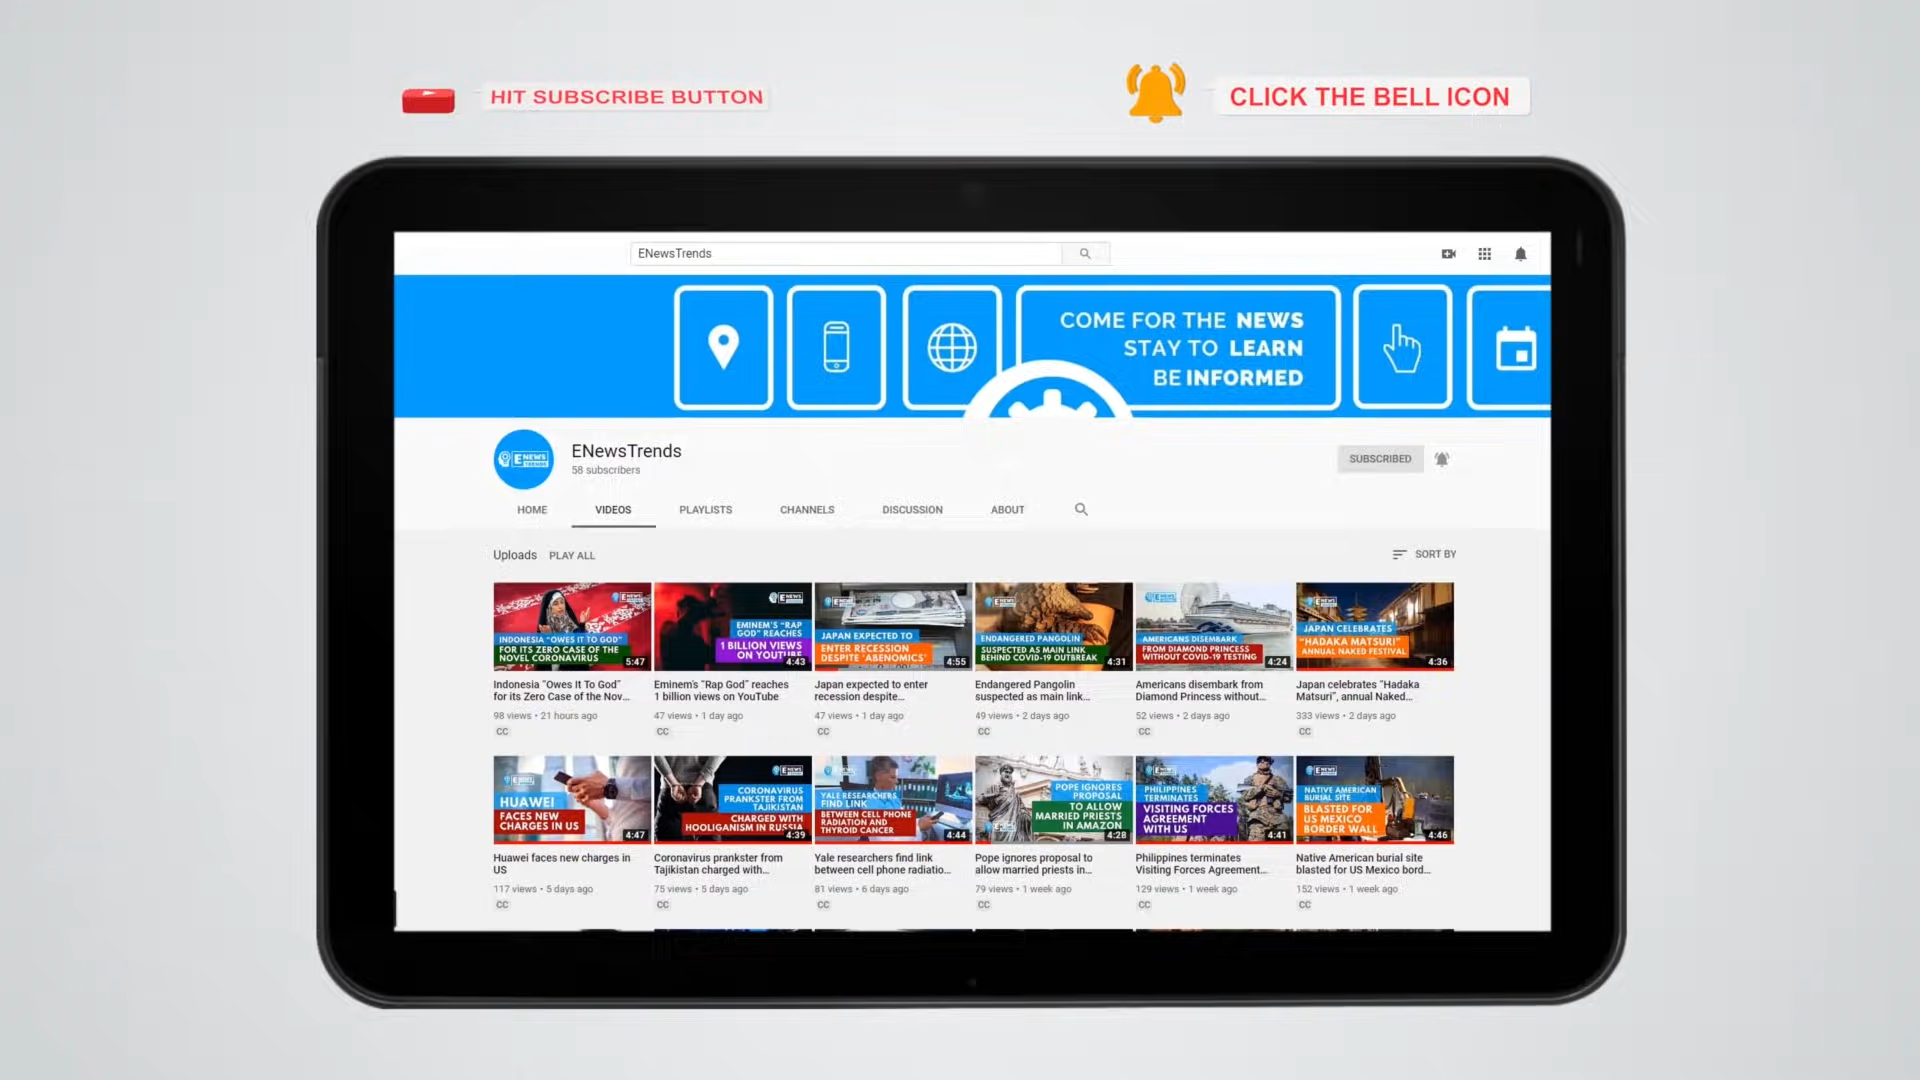 HIT SUBSCRIBE BUTTON
CLICK THE BELL ICON
ENewsTrends
COME FOR THE NEWS
STAY TO LEARN
BE INFORMED
E NEWS
TRENDS
ENewsTrends
58 subscribers
SUBSCRIBED
HOME VIDEOS PLAYLISTS CHANNELS DISCUSSION ABOUT
Uploads PLAY ALL
SORT BY
INDONESIA "OWES IT TO GOD"
FOR ITS ZERO CASE OF THE
NOVEL CORONAVIRUS
5:47
EMINEM'S "RAP
GOD" REACHES
1 BILLION VIEWS
ON YOUTUBE
4:43
JAPAN EXPECTED TO
ENTER RECESSION
DESPITE 'ABENOMICS'
4:55
ENDANGERED PANGOLIN
SUSPECTED AS MAIN LINK
BEHIND COVID-19 OUTBREAK
4:31
AMERICANS DISEMBARK
FROM DIAMOND PRINCESS
WITHOUT COVID-19 TESTING
4:24
JAPAN CELEBRATES
"HADAKA MATSURI"
ANNUAL NAKED FESTIVAL
4:36
Indonesia "Owes It To God"
for its Zero Case of the Nov...
98 views • 21 hours ago
CC
Eminem's "Rap God" reaches
1 billion views on YouTube
47 views • 1 day ago
CC
Japan expected to enter
recession despite...
47 views • 1 day ago
CC
Endangered Pangolin
suspected as main link...
49 views • 2 days ago
CC
Americans disembark from
Diamond Princess without...
52 views • 2 days ago
CC
Japan celebrates "Hadaka
Matsuri", annual Naked...
333 views • 2 days ago
CC
HUAWEI
FACES NEW
CHARGES IN US
4:47
CORONAVIRUS
PRANKSTER FROM
TAJIKISTAN
CHARGED WITH
HOOLIGANISM IN RUSSIA
4:39
YALE RESEARCHERS
FIND LINK
BETWEEN CELL PHONE
RADIATION AND
THYROID CANCER
4:44
POPE IGNORES
PROPOSAL
TO ALLOW
MARRIED PRIESTS
IN AMAZON
4:28
PHILIPPINES
TERMINATES
VISITING FORCES
AGREEMENT
WITH US
4:41
NATIVE AMERICAN
BURIAL SITE
BLASTED FOR
US MEXICO
BORDER WALL
4:46
Huawei faces new charges in
US
117 views • 5 days ago
CC
Coronavirus prankster from
Tajikistan charged with...
75 views • 5 days ago
CC
Yale researchers find link
between cell phone radiatio...
81 views • 6 days ago
CC
Pope ignores proposal to
allow married priests in...
79 views • 1 week ago
CC
Philippines terminates
Visiting Forces Agreement...
129 views • 1 week ago
CC
Native American burial site
blasted for US Mexico bord...
152 views • 1 week ago
CC